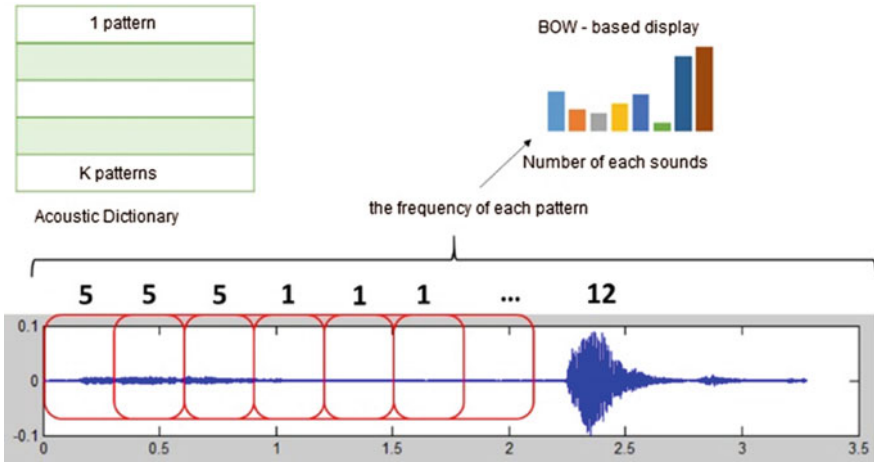 1 pattern
K patterns
Acoustic Dictionary
BOW - based display
Number of each sounds
the frequency of each pattern
5 5 5 1 1 1 ... 12
0.1
0
-0.1
0 0.5 1 1.5 2 2.5 3 3.5